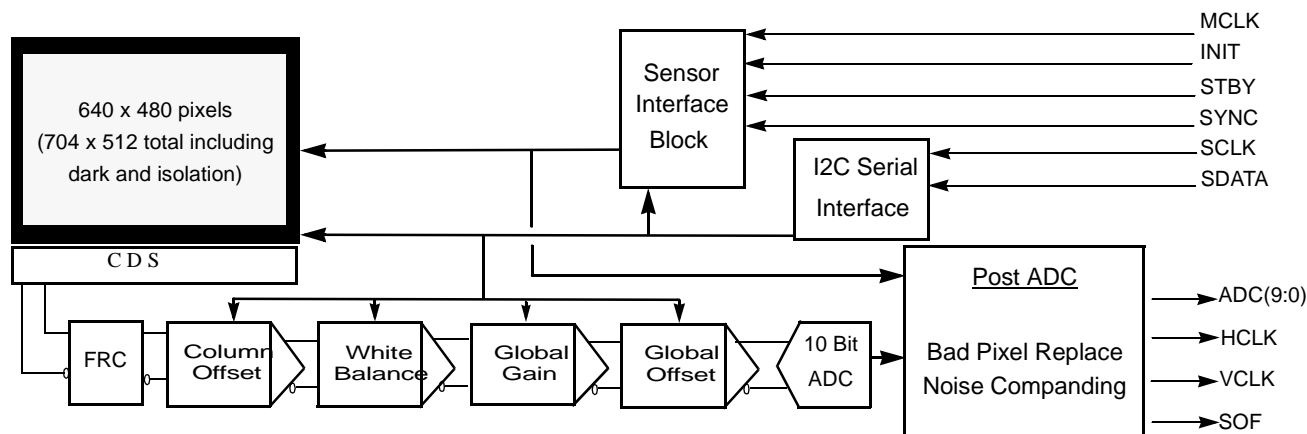 640 x 480 pixels
(704 x 512 total including
dark and isolation)
C D S
Sensor
Interface
Block
MCLK
INIT
STBY
SYNC
SCLK
SDATA
I2C Serial
Interface
FRC
Column
Offset
White
Balance
Global
Gain
Global
Offset
10 Bit
ADC
Post ADC
Bad Pixel Replace
Noise Companding
ADC(9:0)
HCLK
VCLK
SOF